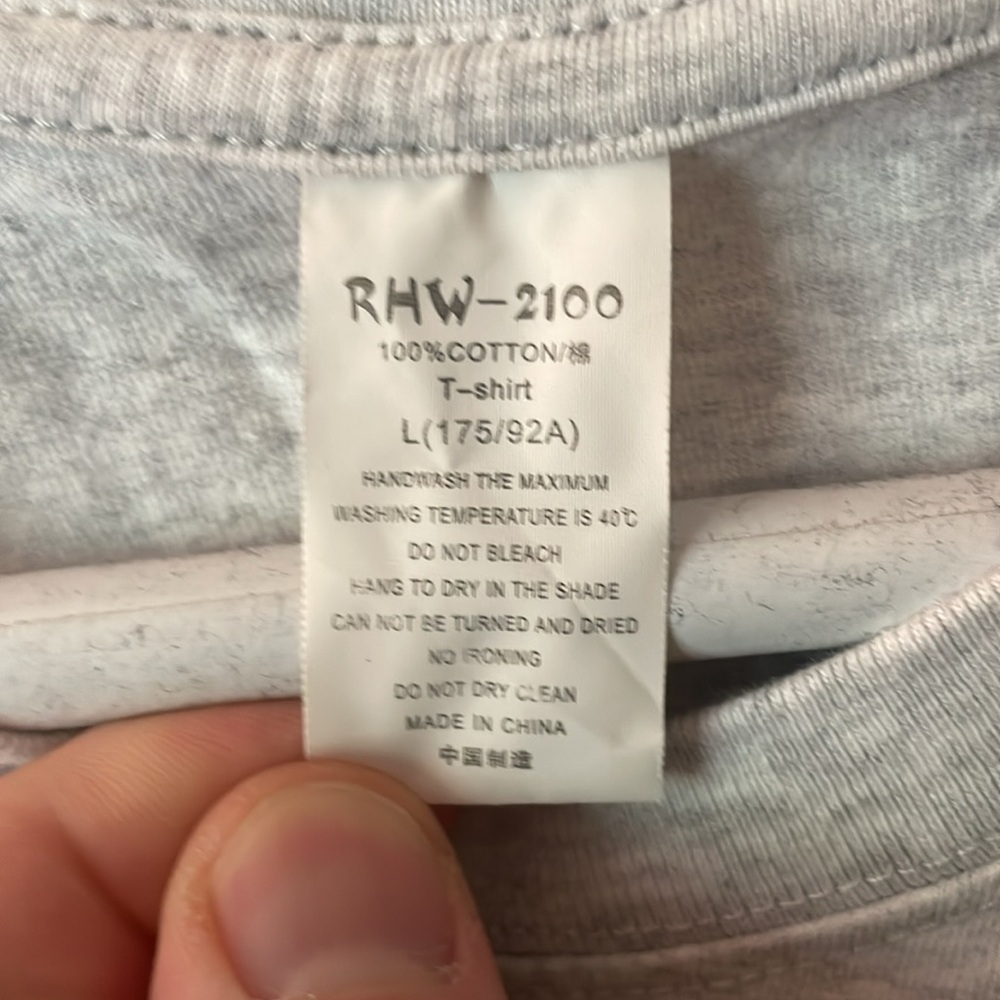 RHW-2100
100%COTTON/棉
T-shirt
L(175/92A)
HANDWASH THE MAXIMUM
WASHING TEMPERATURE IS 40℃
DO NOT BLEACH
HANG TO DRY IN THE SHADE
CAN NOT BE TURNED AND DRIED
NO IRONING
DO NOT DRY CLEAN
MADE IN CHINA
中国制造